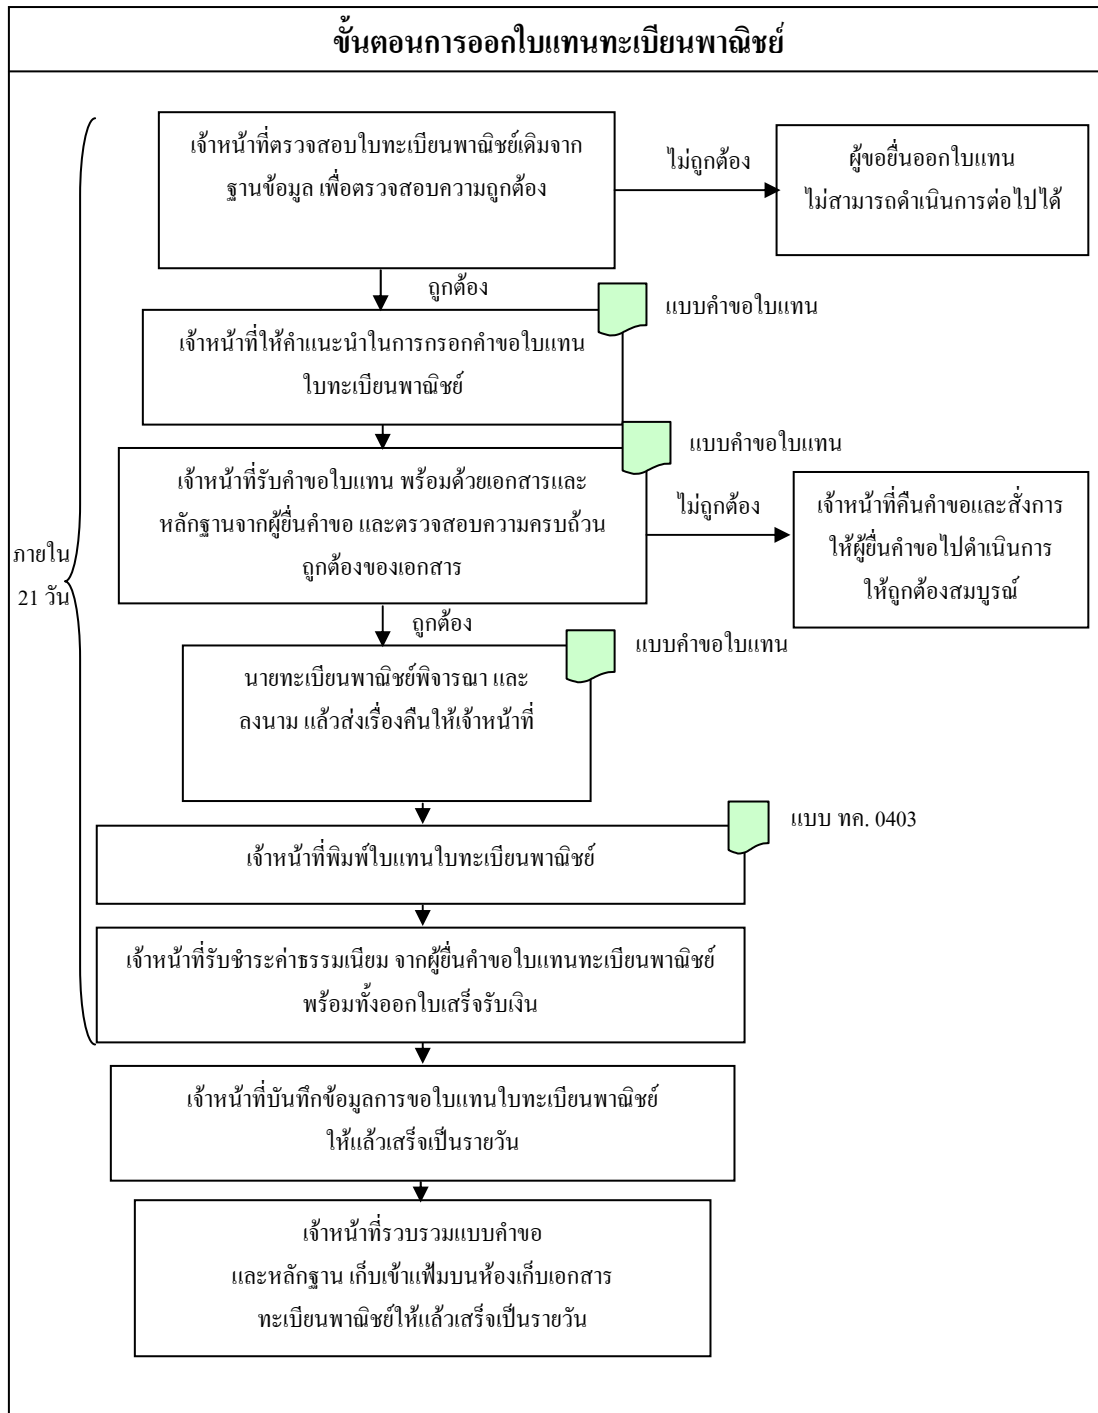 ขั้นตอนการออกใบแทนทะเบียนพาณิชย์
เจ้าหน้าที่ตรวจสอบใบทะเบียนพาณิชย์เดิมจาก
ฐานข้อมูล เพื่อตรวจสอบความถูกต้อง
ไม่ถูกต้อง
ผู้ขอยื่นออกใบแทน
ไม่สามารถดำเนินการต่อไปได้
ถูกต้อง
แบบคำขอใบแทน
เจ้าหน้าที่ให้คำแนะนำในการกรอกคำขอใบแทน
ใบทะเบียนพาณิชย์
แบบคำขอใบแทน
เจ้าหน้าที่รับคำขอใบแทน พร้อมด้วยเอกสารและ
หลักฐานจากผู้ยื่นคำขอ และตรวจสอบความครบถ้วน
ถูกต้องของเอกสาร
ไม่ถูกต้อง
เจ้าหน้าที่คืนคำขอและสั่งการ
ให้ผู้ยื่นคำขอไปดำเนินการ
ให้ถูกต้องสมบูรณ์
ภายใน
21 วัน
ถูกต้อง
แบบคำขอใบแทน
นายทะเบียนพาณิชย์พิจารณา และ
ลงนาม แล้วส่งเรื่องคืนให้เจ้าหน้าที่
แบบ ทค. 0403
เจ้าหน้าที่พิมพ์ใบแทนใบทะเบียนพาณิชย์
เจ้าหน้าที่รับชำระค่าธรรมเนียม จากผู้ยื่นคำขอใบแทนทะเบียนพาณิชย์
พร้อมทั้งออกใบเสร็จรับเงิน
เจ้าหน้าที่บันทึกข้อมูลการขอใบแทนใบทะเบียนพาณิชย์
ให้แล้วเสร็จเป็นรายวัน
เจ้าหน้าที่รวบรวมแบบคำขอ
และหลักฐาน เก็บเข้าแฟ้มบนห้องเก็บเอกสาร
ทะเบียนพาณิชย์ให้แล้วเสร็จเป็นรายวัน